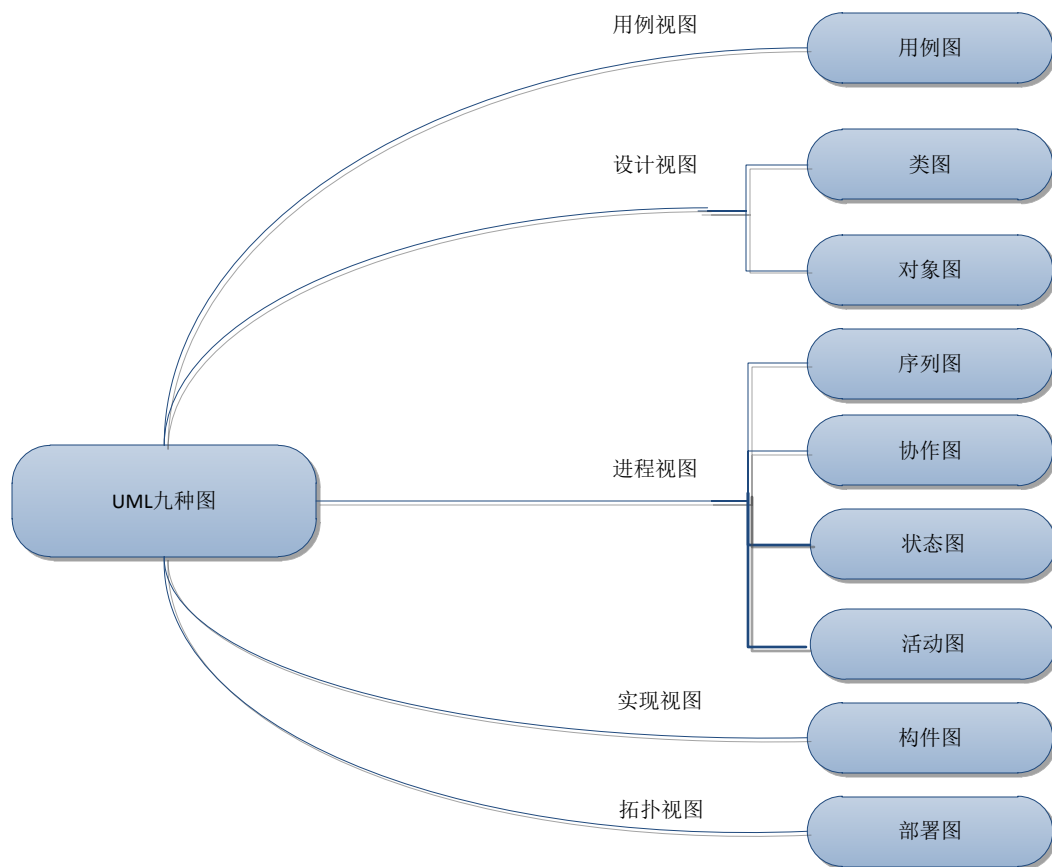 用例视图
用例图
设计视图
类图
对象图
序列图
协作图
进程视图
UML九种图
状态图
活动图
实现视图
构件图
拓扑视图
部署图